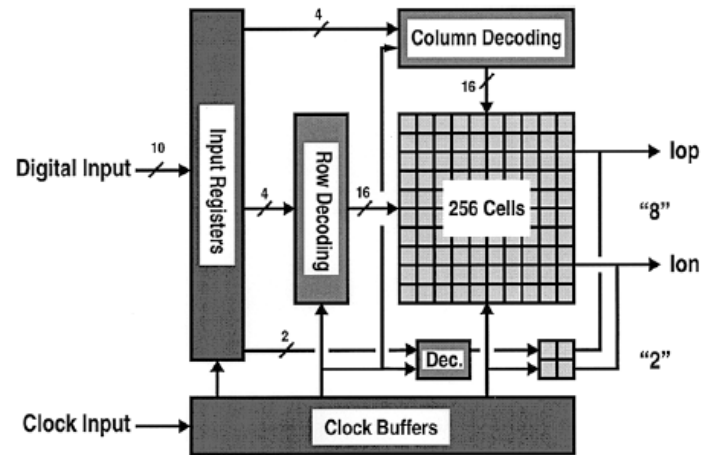 4
Column Decoding
16
10
Digital Input
Input Registers
4
Row Decoding
16
256 Cells
Iop
“8”
Ion
2
Dec.
“2”
Clock Input
Clock Buffers